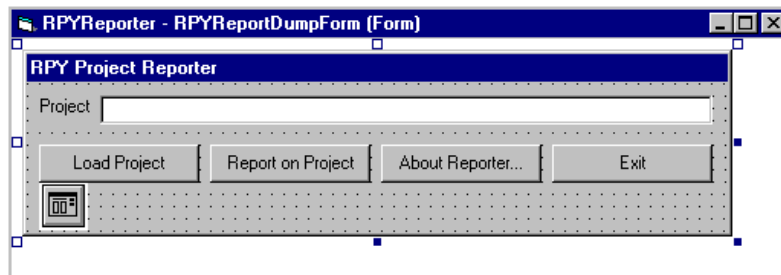 RPYReporter - RPYReportDumpForm (Form)
RPY Project Reporter
Project
Load Project Report on Project About Reporter... Exit